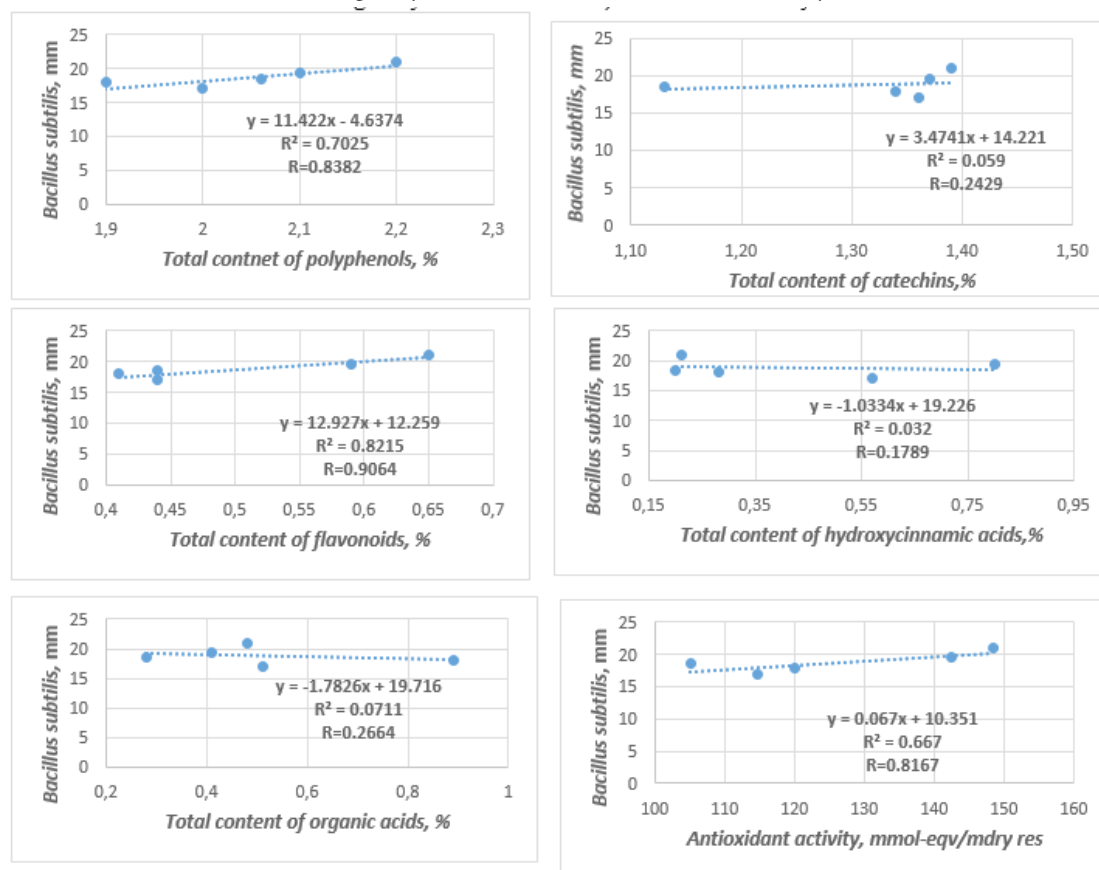 25
20
15
10
5
0
Bacillus subtilis, mm
y = 11.422x - 4.6374
R² = 0.7025
R=0.8382
1,9 2 2,1 2,2 2,3
Total contnet of polyphenols, %
25
20
15
10
5
0
Bacillus subtilis, mm
y = 3.4741x + 14.221
R² = 0.059
R=0.2429
1,10 1,20 1,30 1,40 1,50
Total content of catechins,%
25
20
15
10
5
0
Bacillus subtilis, mm
y = 12.927x + 12.259
R² = 0.8215
R=0.9064
0,4 0,45 0,5 0,55 0,6 0,65 0,7
Total content of flavonoids, %
25
20
15
10
5
0
Bacillus subtilis, mm
y = -1.0334x + 19.226
R² = 0.032
R=0.1789
0,15 0,35 0,55 0,75 0,95
Total content of hydroxycinnamic acids,%
25
20
15
10
5
0
Bacillus subtilis, mm
y = -1.7826x + 19.716
R² = 0.0711
R=0.2664
0,2 0,4 0,6 0,8 1
Total content of organic acids, %
25
20
15
10
5
0
Bacillus subtilis, mm
y = 0.067x + 10.351
R² = 0.667
R=0.8167
100 110 120 130 140 150 160
Antioxidant activity, mmol-eqv/mdry res